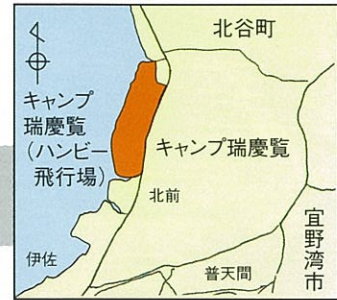 北谷町
キャンプ
瑞慶覧
（ハンビー
飛行場）
キャンプ瑞慶覧
北前
宜野湾市
伊佐
普天間